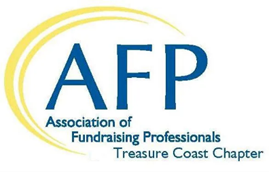 AFP
Association of
Fundraising Professionals
Treasure Coast Chapter